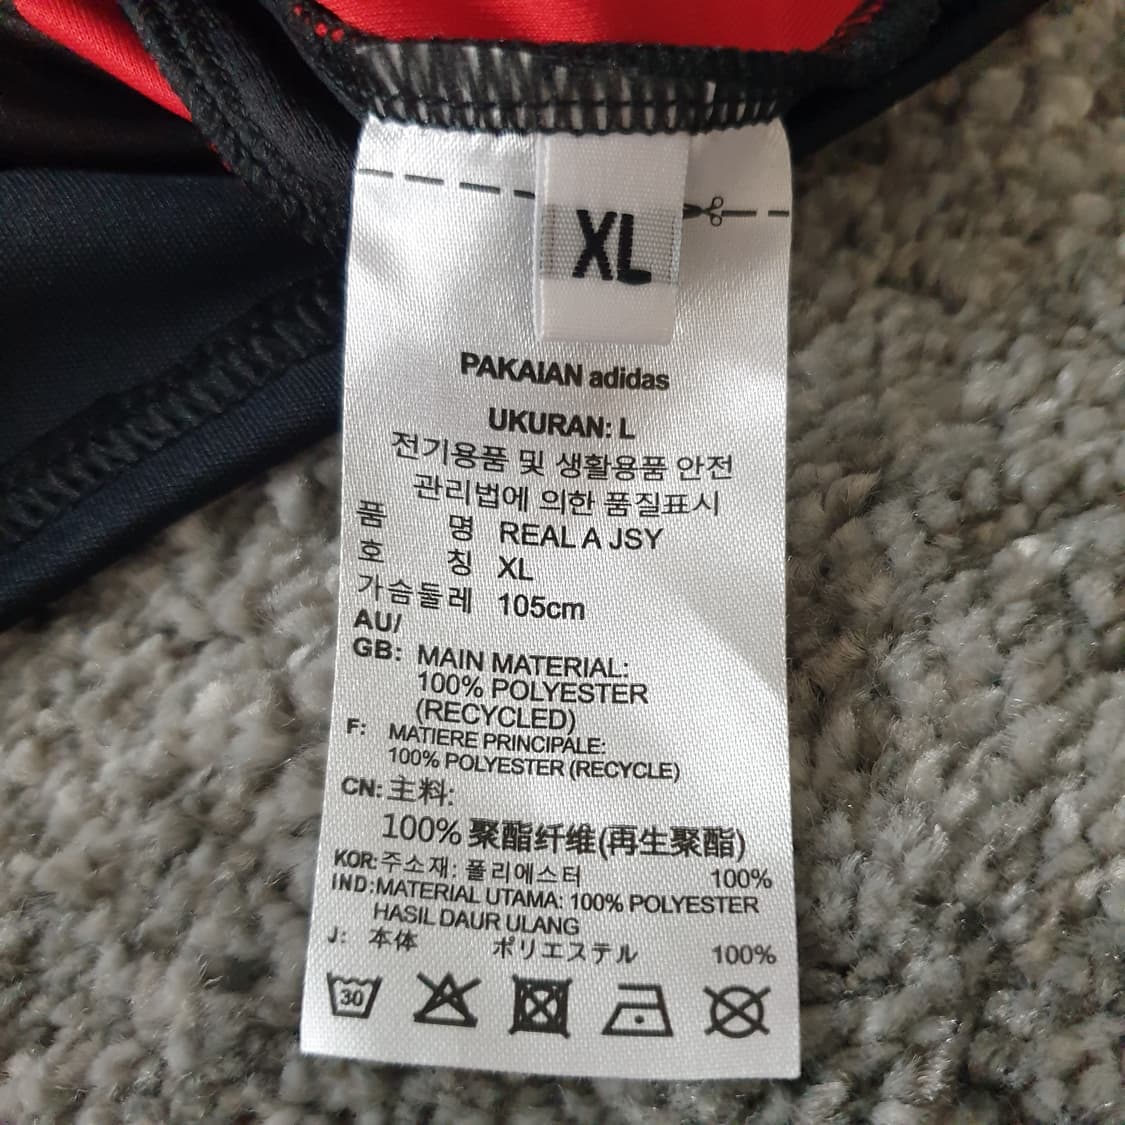 XL
PAKAIAN adidas
UKURAN: L
전기용품 및 생활용품 안전
관리법에 의한 품질표시
품 명 REAL A JSY
호 칭 XL
가슴둘레 105cm
AU/
GB: MAIN MATERIAL:
100% POLYESTER
(RECYCLED)
F: MATIERE PRINCIPALE:
100% POLYESTER (RECYCLE)
CN: 主料:
100% 聚酯纤维(再生聚酯)
KOR: 주소재: 폴리에스터 100%
IND: MATERIAL UTAMA: 100% POLYESTER
HASIL DAUR ULANG
J: 本体 ポリエステル 100%
30